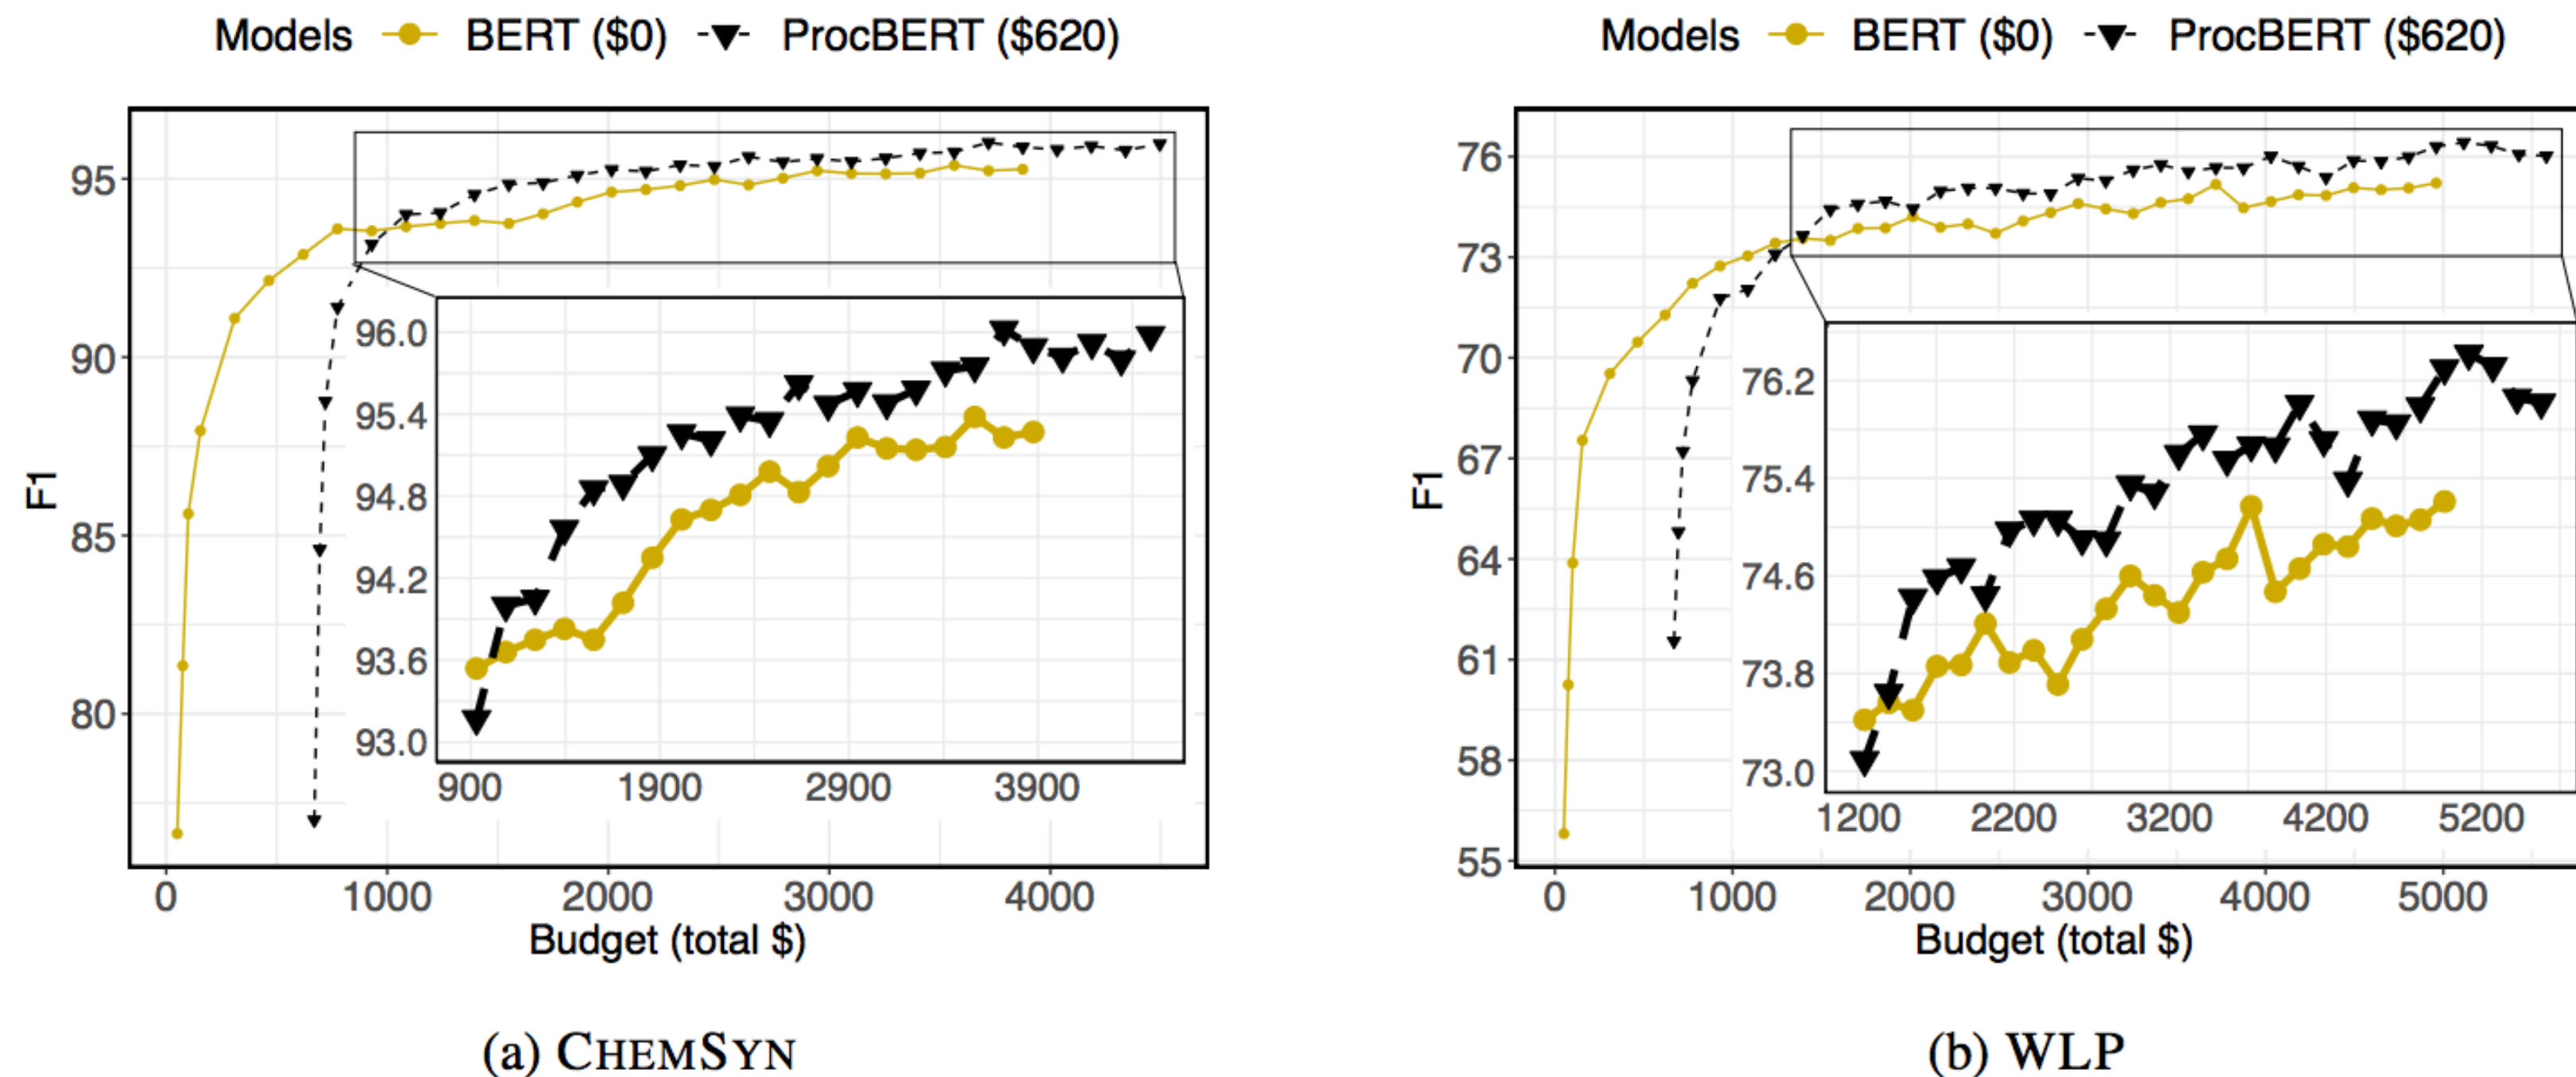 Models BERT ($0) ProcBERT ($620)
F1
95
90
85
80
96.0
95.4
94.8
94.2
93.6
93.0
900 1900 2900 3900
0 1000 2000 3000 4000
Budget (total $)
(a) CHEMSYN
Models BERT ($0) ProcBERT ($620)
F1
76
73
70
67
64
61
58
55
76.2
75.4
74.6
73.8
73.0
1200 2200 3200 4200 5200
0 1000 2000 3000 4000 5000
Budget (total $)
(b) WLP